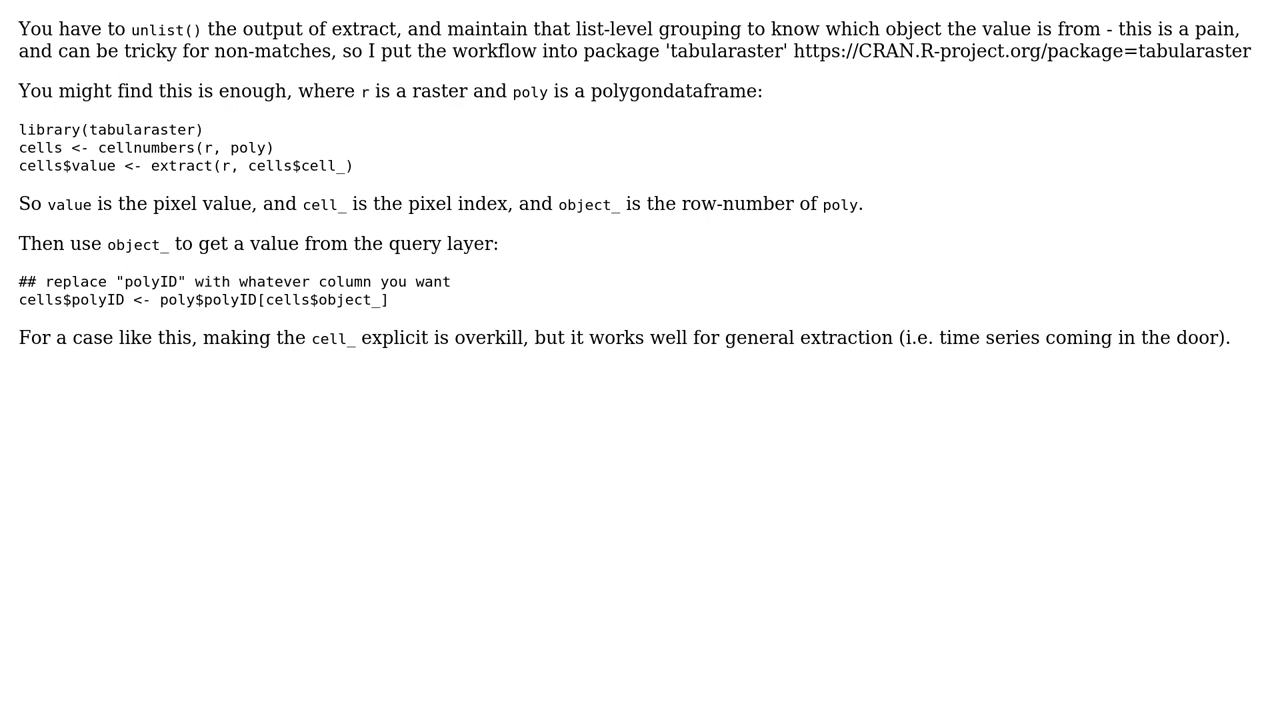 You have to unlist() the output of extract, and maintain that list-level grouping to know which object the value is from - this is a pain,
and can be tricky for non-matches, so I put the workflow into package 'tabularaster' https://CRAN.R-project.org/package=tabularaster
You might find this is enough, where r is a raster and poly is a polygondataframe:
library(tabularaster)
cells <- cellnumbers(r, poly)
cells$value <- extract(r, cells$cell_)
So value is the pixel value, and cell_ is the pixel index, and object_ is the row-number of poly.
Then use object_ to get a value from the query layer:
## replace "polyID" with whatever column you want
cells$polyID <- poly$polyID[cells$object_]
For a case like this, making the cell_ explicit is overkill, but it works well for general extraction (i.e. time series coming in the door).